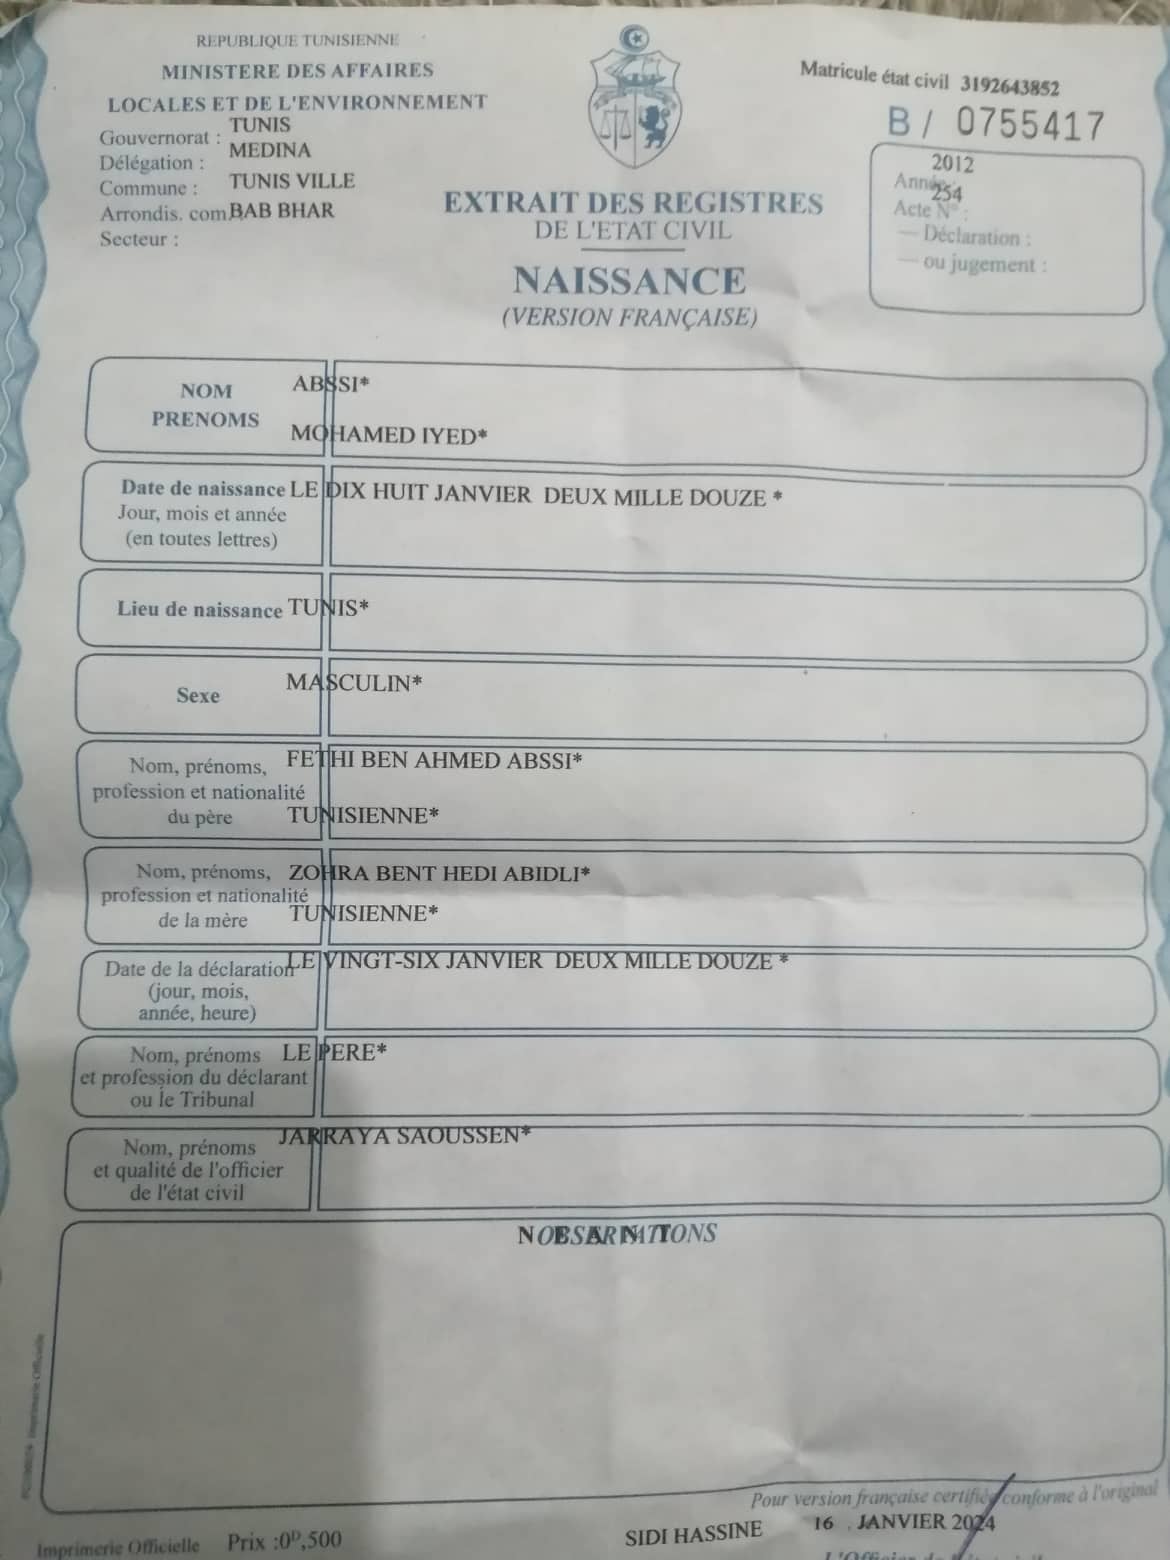 REPUBLIQUE TUNISIENNE
MINISTERE DES AFFAIRES
LOCALES ET DE L'ENVIRONNEMENT
Gouvernorat : TUNIS
Délégation : MEDINA
Commune : TUNIS VILLE
Arrondis. com BAB BHAR
Secteur :
Matricule état civil 3192643852
B / 0755417
2012
Année
254
Acte N° :
— Déclaration :
— ou jugement :
EXTRAIT DES REGISTRES
DE L'ETAT CIVIL
NAISSANCE
(VERSION FRANÇAISE)
NOM ABSSI*
PRENOMS MOHAMED IYED*
Date de naissance LE DIX HUIT JANVIER DEUX MILLE DOUZE *
Jour, mois et année
(en toutes lettres)
Lieu de naissance TUNIS*
Sexe MASCULIN*
Nom, prénoms, FETHI BEN AHMED ABSSI*
profession et nationalité
du père TUNISIENNE*
Nom, prénoms, ZOHRA BENT HEDI ABIDLI*
profession et nationalité
de la mère TUNISIENNE*
Date de la déclaration LE VINGT-SIX JANVIER DEUX MILLE DOUZE *
(jour, mois,
année, heure)
Nom, prénoms LE PERE*
et profession du déclarant
ou le Tribunal
Nom, prénoms JARRAYA SAOUSSEN*
et qualité de l'officier
de l'état civil
OBSERVATIONS
NEANT
Pour version française certifiée conforme à l'original
SIDI HASSINE 16 JANVIER 2024
Imprimerie Officielle Prix :0ᴰ,500
Imprimerie Officielle